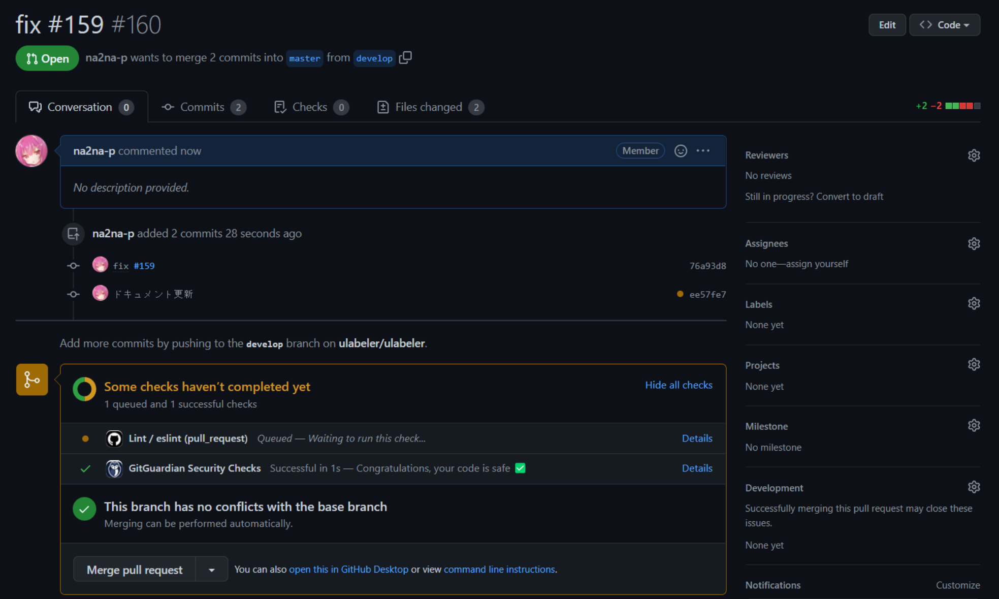 fix #159 #160
Edit
Code
Open
na2na-p wants to merge 2 commits into master from develop
Conversation 0
Commits 2
Checks 0
Files changed 2
+2 −2
na2na-p commented now
Member
No description provided.
na2na-p added 2 commits 28 seconds ago
fix #159
76a93d8
ドキュメント更新
ee57fe7
Add more commits by pushing to the develop branch on ulabeler/ulabeler.
Some checks haven't completed yet
Hide all checks
1 queued and 1 successful checks
Lint / eslint (pull_request) Queued — Waiting to run this check...
Details
GitGuardian Security Checks Successful in 1s — Congratulations, your code is safe ✅
Details
This branch has no conflicts with the base branch
Merging can be performed automatically.
Merge pull request
You can also open this in GitHub Desktop or view command line instructions.
Reviewers
No reviews
Still in progress? Convert to draft
Assignees
No one—assign yourself
Labels
None yet
Projects
None yet
Milestone
No milestone
Development
Successfully merging this pull request may close these
issues.
None yet
Notifications
Customize